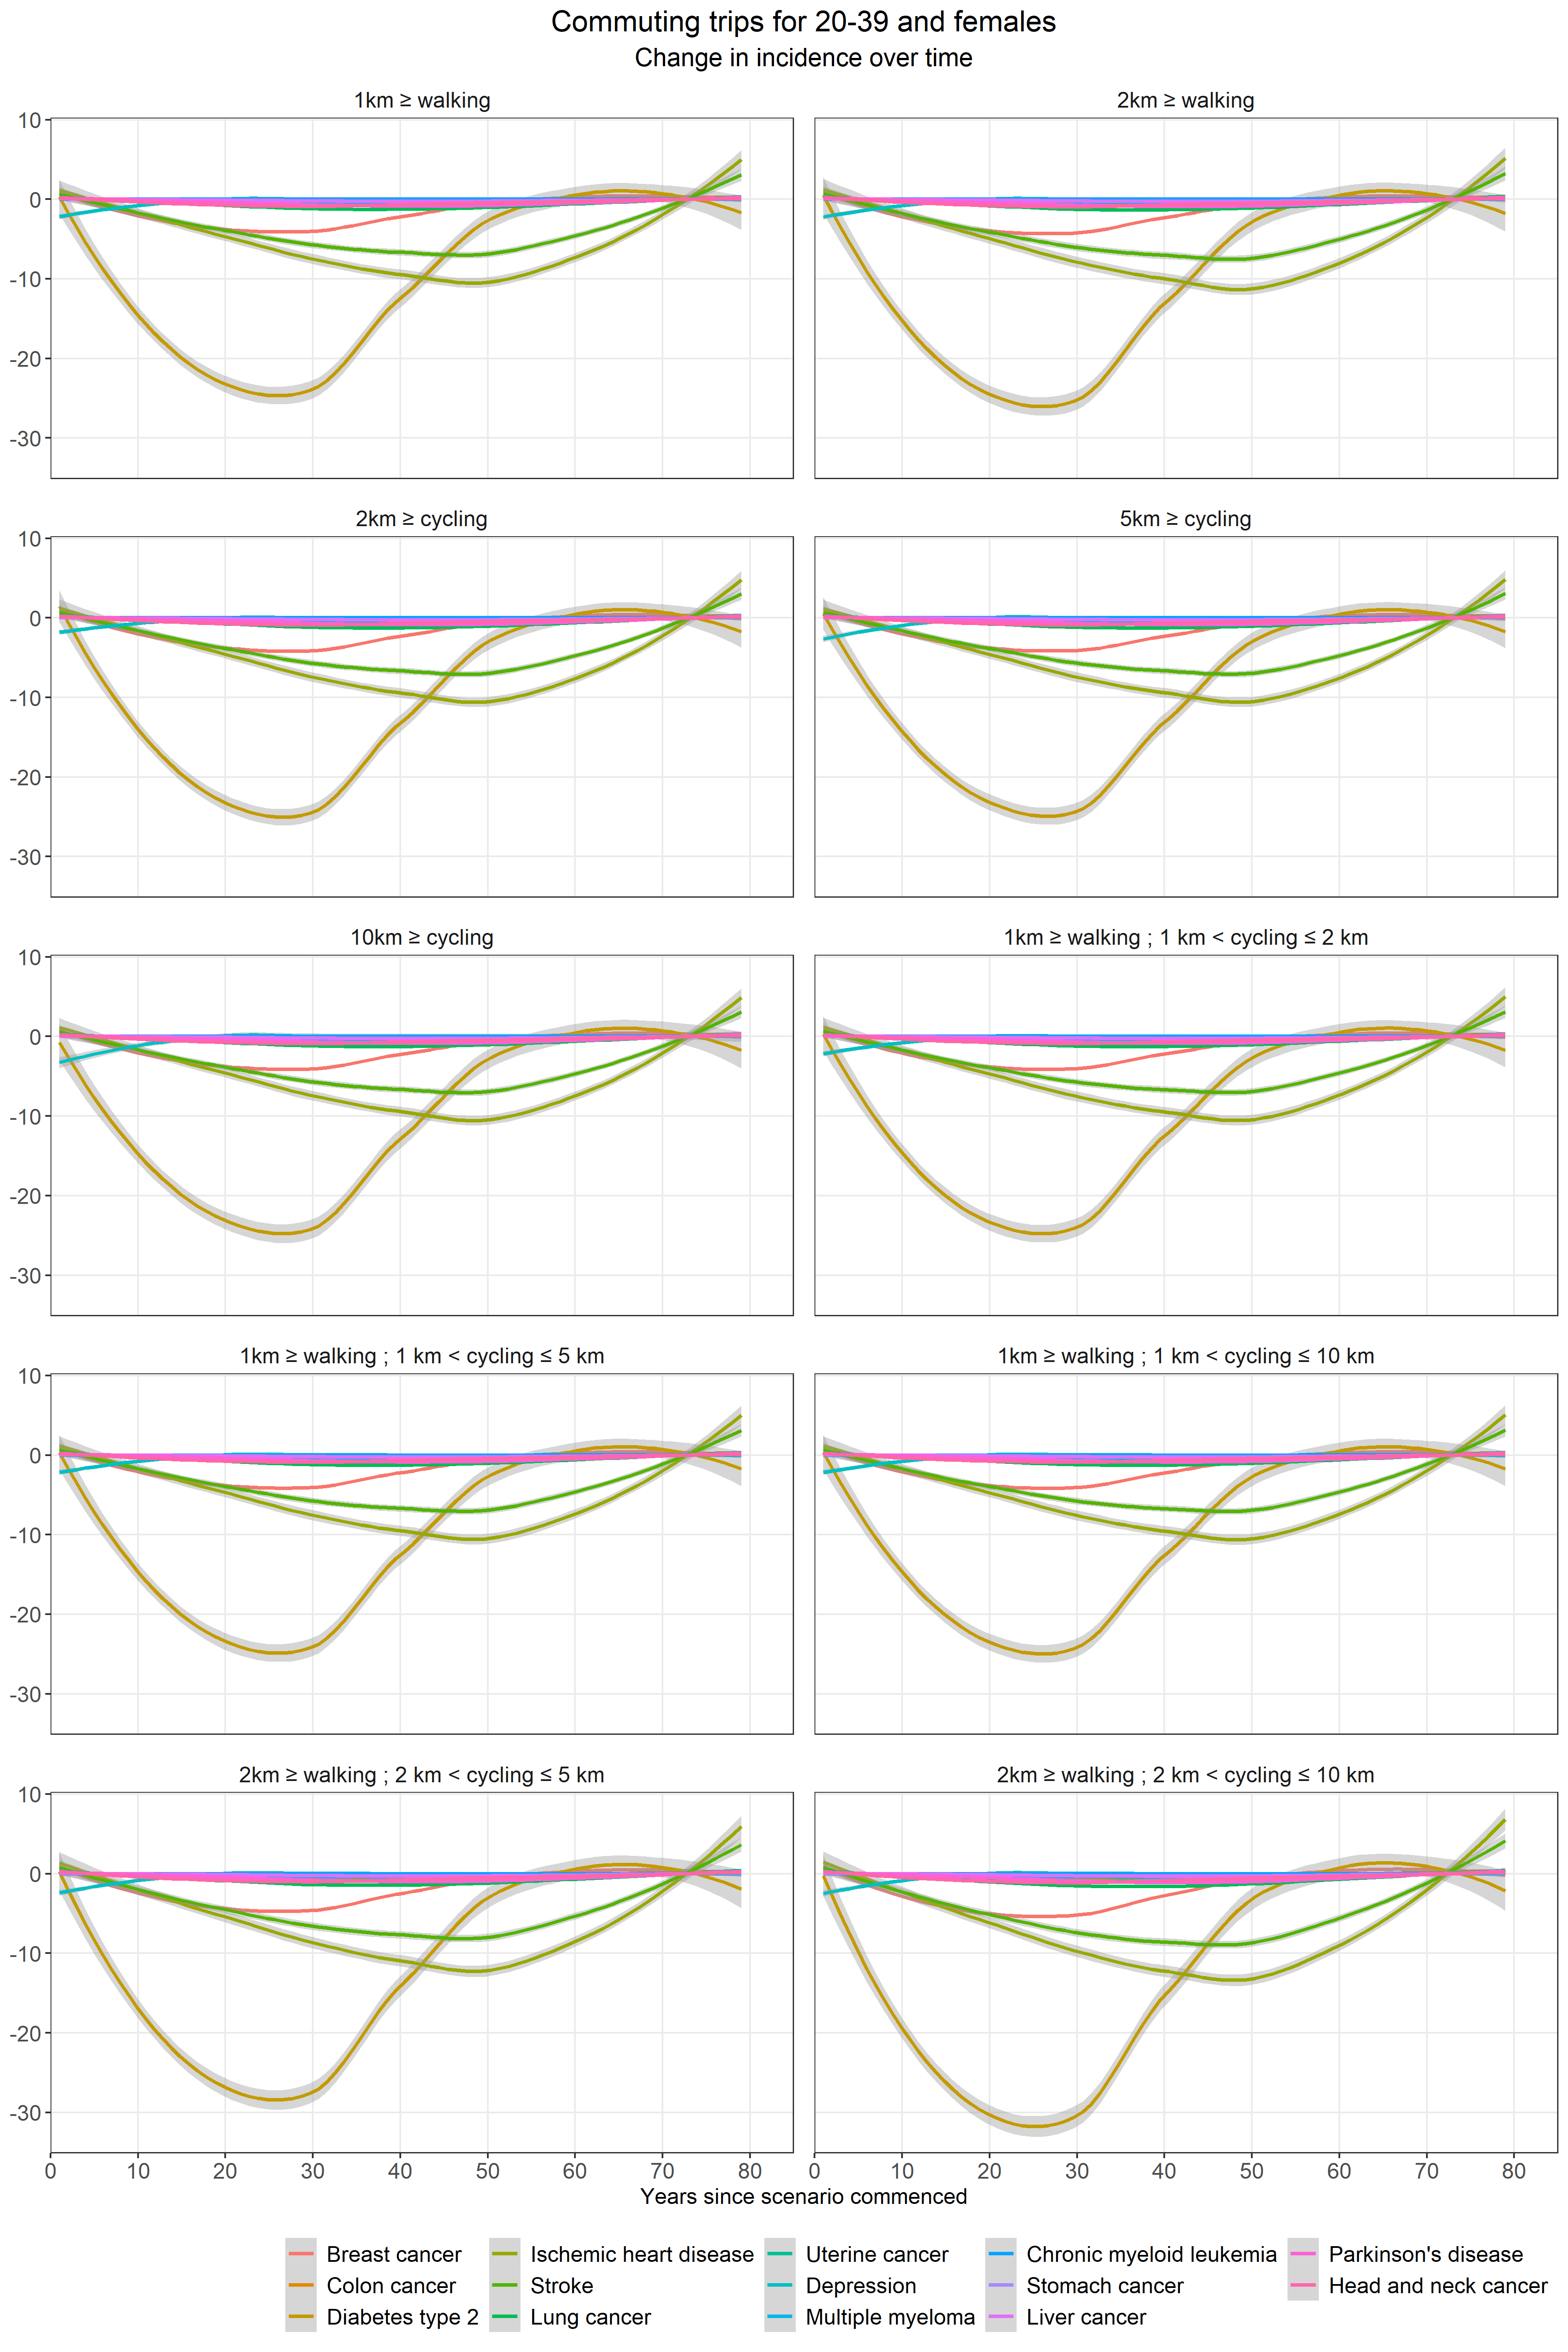 Commuting trips for 20-39 and females
Change in incidence over time
1km ≥ walking
2km ≥ walking
10
0
-10
-20
-30
2km ≥ cycling
5km ≥ cycling
10
0
-10
-20
-30
10km ≥ cycling
1km ≥ walking ; 1 km < cycling ≤ 2 km
10
0
-10
-20
-30
1km ≥ walking ; 1 km < cycling ≤ 5 km
1km ≥ walking ; 1 km < cycling ≤ 10 km
10
0
-10
-20
-30
2km ≥ walking ; 2 km < cycling ≤ 5 km
2km ≥ walking ; 2 km < cycling ≤ 10 km
10
0
-10
-20
-30
0 10 20 30 40 50 60 70 80
0 10 20 30 40 50 60 70 80
Years since scenario commenced
Breast cancer
Colon cancer
Diabetes type 2
Ischemic heart disease
Stroke
Lung cancer
Uterine cancer
Depression
Multiple myeloma
Chronic myeloid leukemia
Stomach cancer
Liver cancer
Parkinson's disease
Head and neck cancer